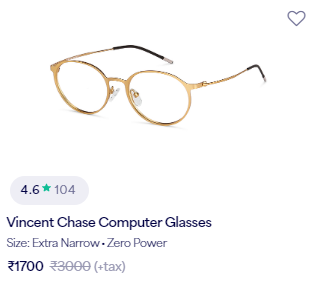 4.6 ★ 104
Vincent Chase Computer Glasses
Size: Extra Narrow • Zero Power
₹1700 ₹3000 (+tax)